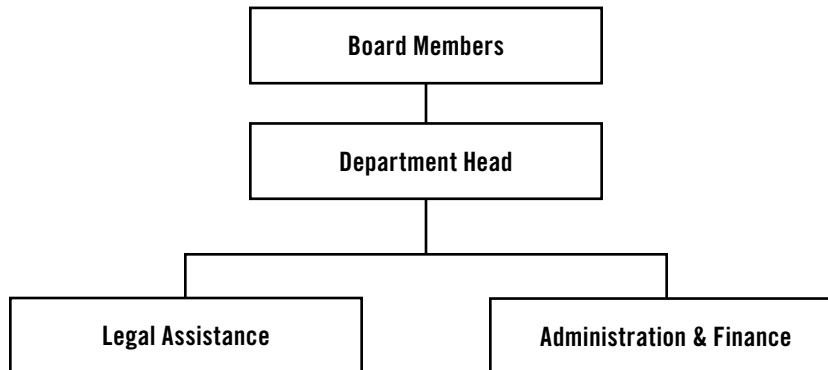 Board Members
Department Head
Legal Assistance
Administration & Finance